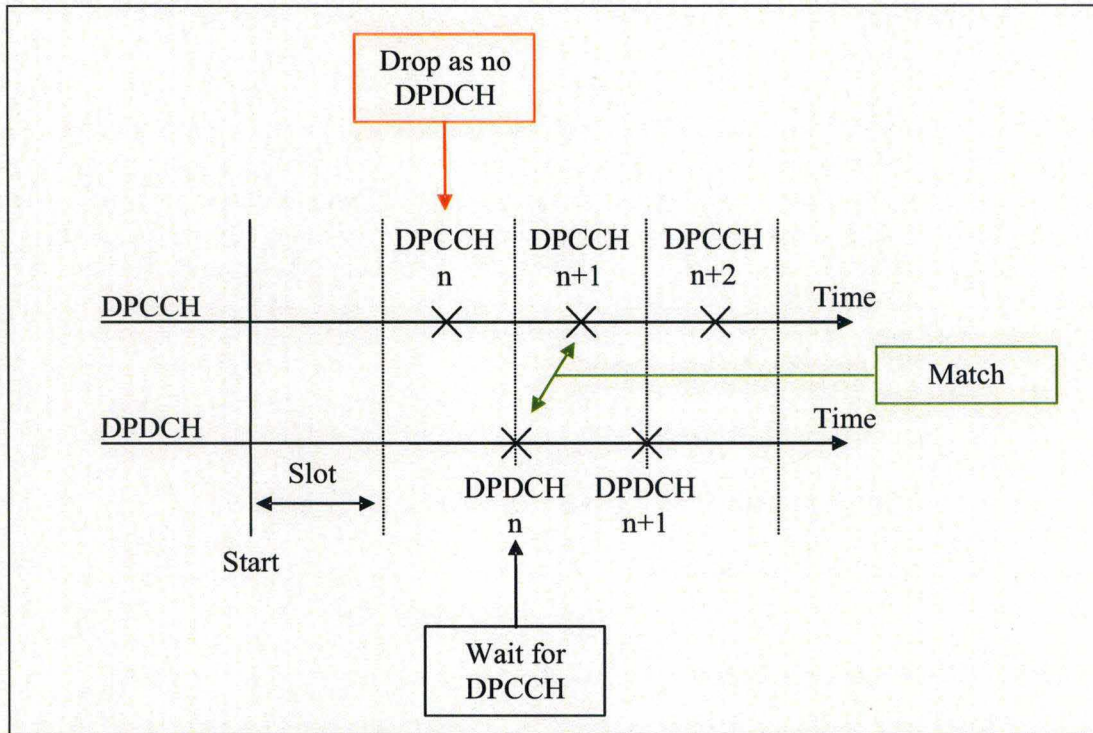 Drop as no
DPDCH
DPCCH
n
DPCCH
n+1
DPCCH
n+2
DPCCH
Time
Match
DPDCH
Time
Slot
DPDCH
n
DPDCH
n+1
Start
Wait for
DPCCH